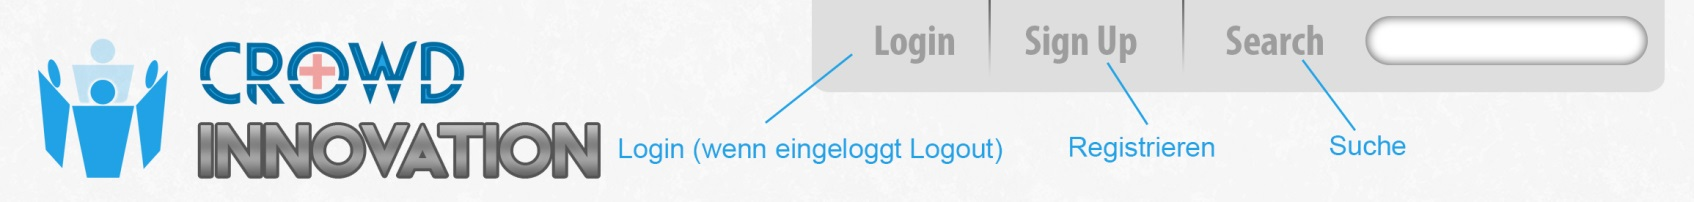 CROWD
INNOVATION
Login
Sign Up
Search
Login (wenn eingeloggt Logout)
Registrieren
Suche